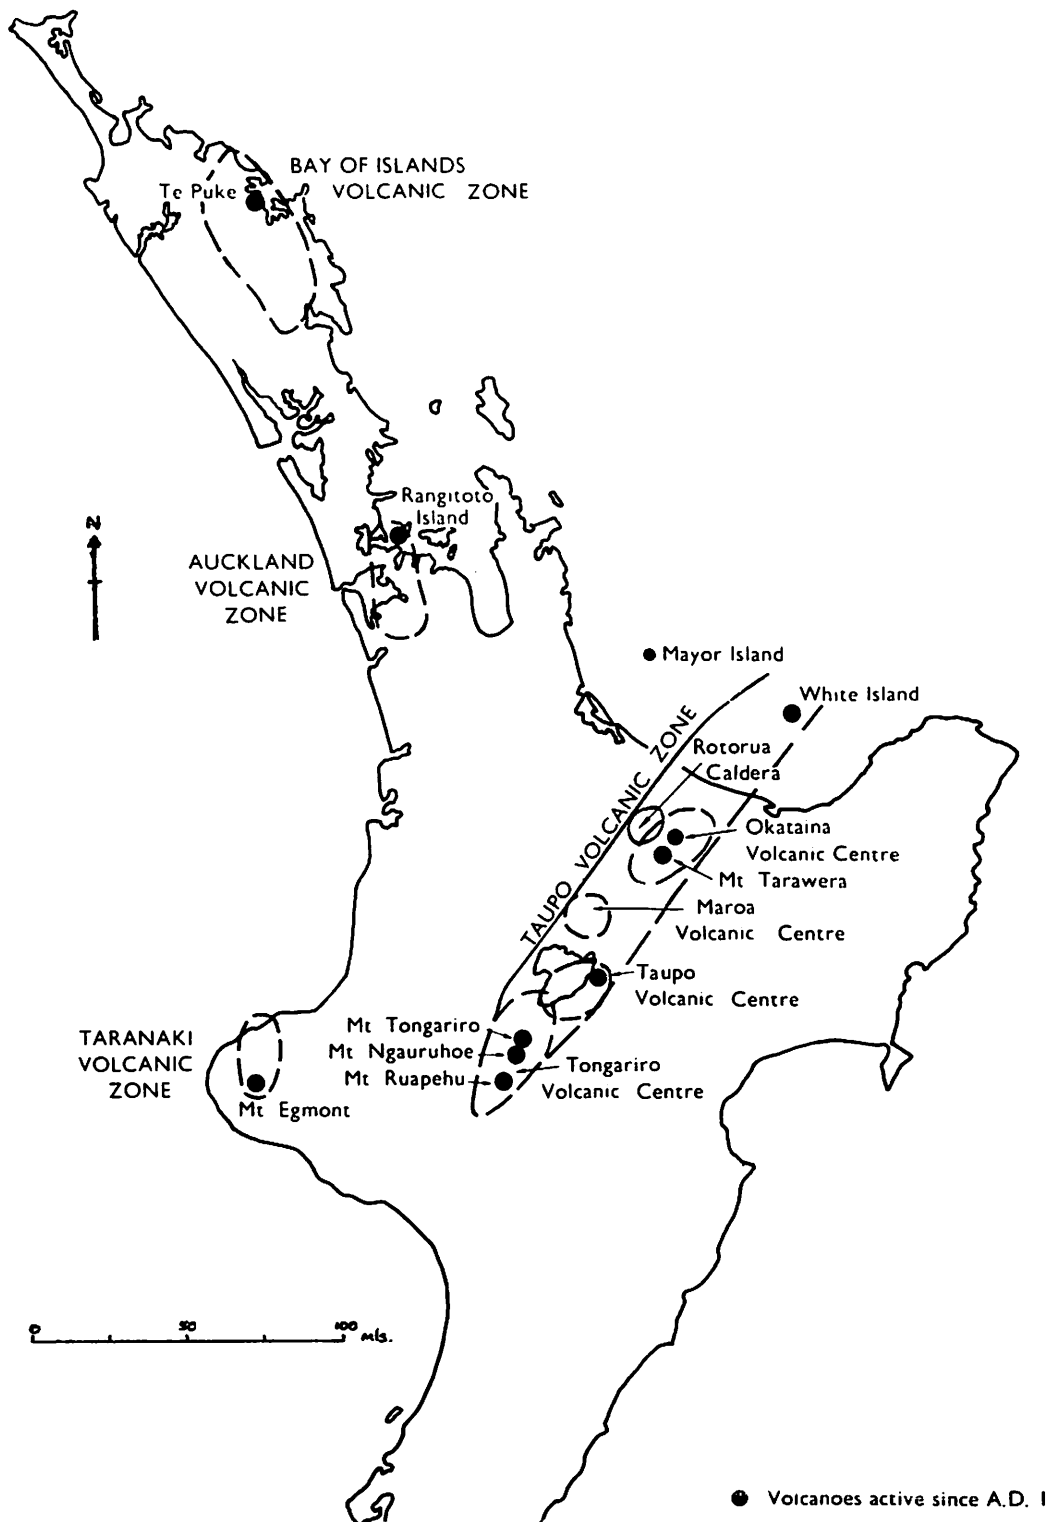 BAY OF ISLANDS
VOLCANIC ZONE
Te Puke
Rangitoto
Island
N
AUCKLAND
VOLCANIC
ZONE
Mayor Island
White Island
TAUPO VOLCANIC ZONE
Rotorua
Caldera
Okataina
Volcanic Centre
Mt Tarawera
Maroa
Volcanic Centre
Taupo
Volcanic Centre
Mt Tongariro
Mt Ngauruhoe
Mt Ruapehu
Tongariro
Volcanic Centre
TARANAKI
VOLCANIC
ZONE
Mt Egmont
0 50 100 mls.
Volcanoes active since A.D. 1